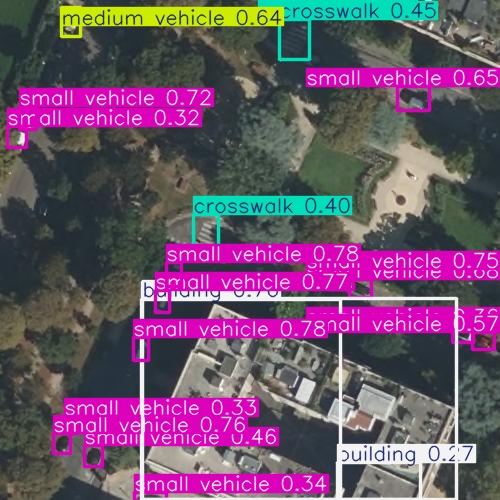 medium vehicle 0.64
crosswalk 0.45
small vehicle 0.65
small vehicle 0.72
small vehicle 0.32
crosswalk 0.40
small vehicle 0.78
small vehicle 0.75
small vehicle 0.77
building 0.70
small vehicle 0.78
0.57
small vehicle 0.33
small vehicle 0.76
small vehicle 0.46
building 0.27
small vehicle 0.34